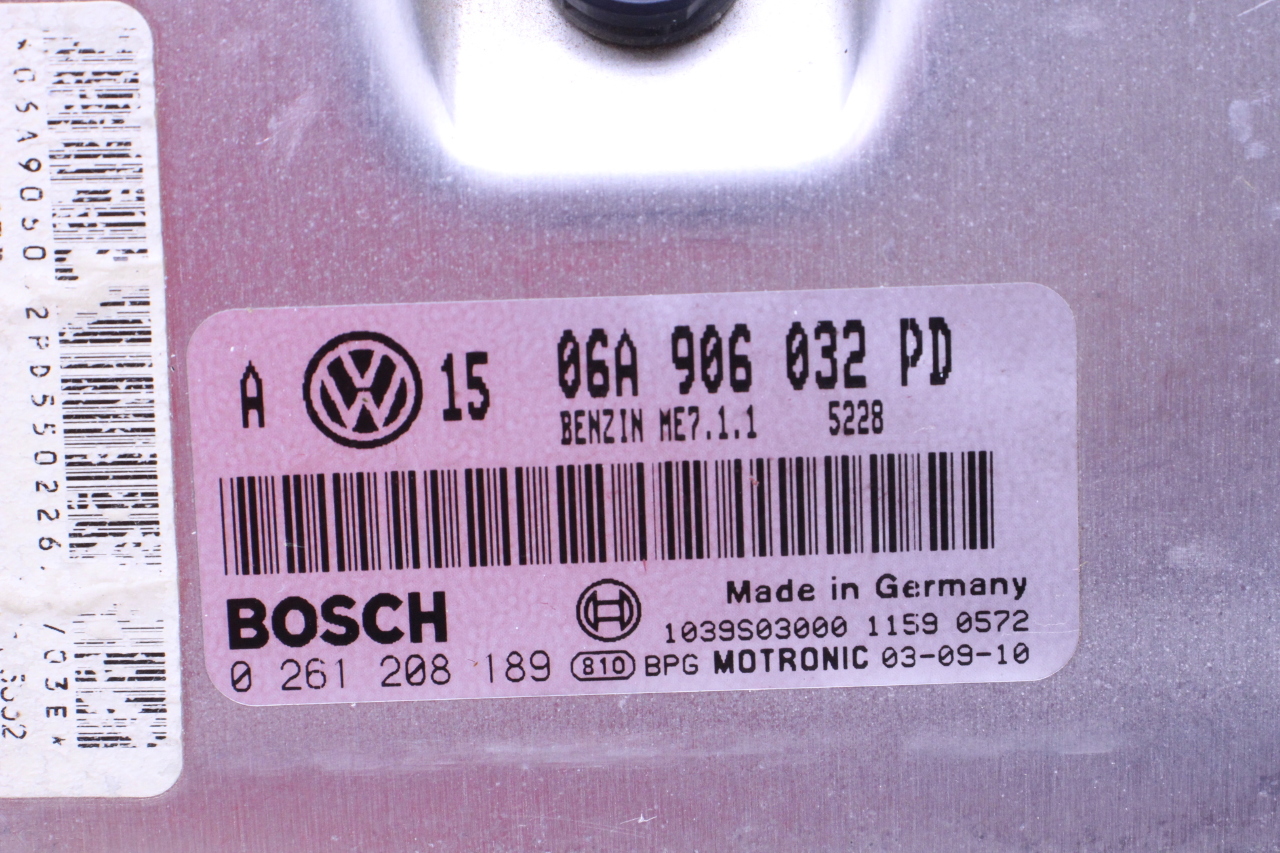 A 15 06A 906 032 PD
BENZIN ME7.1.1 5228
BOSCH
Made in Germany
1039S03000 1159 0572
0 261 208 189 810 BPG MOTRONIC 03-09-10